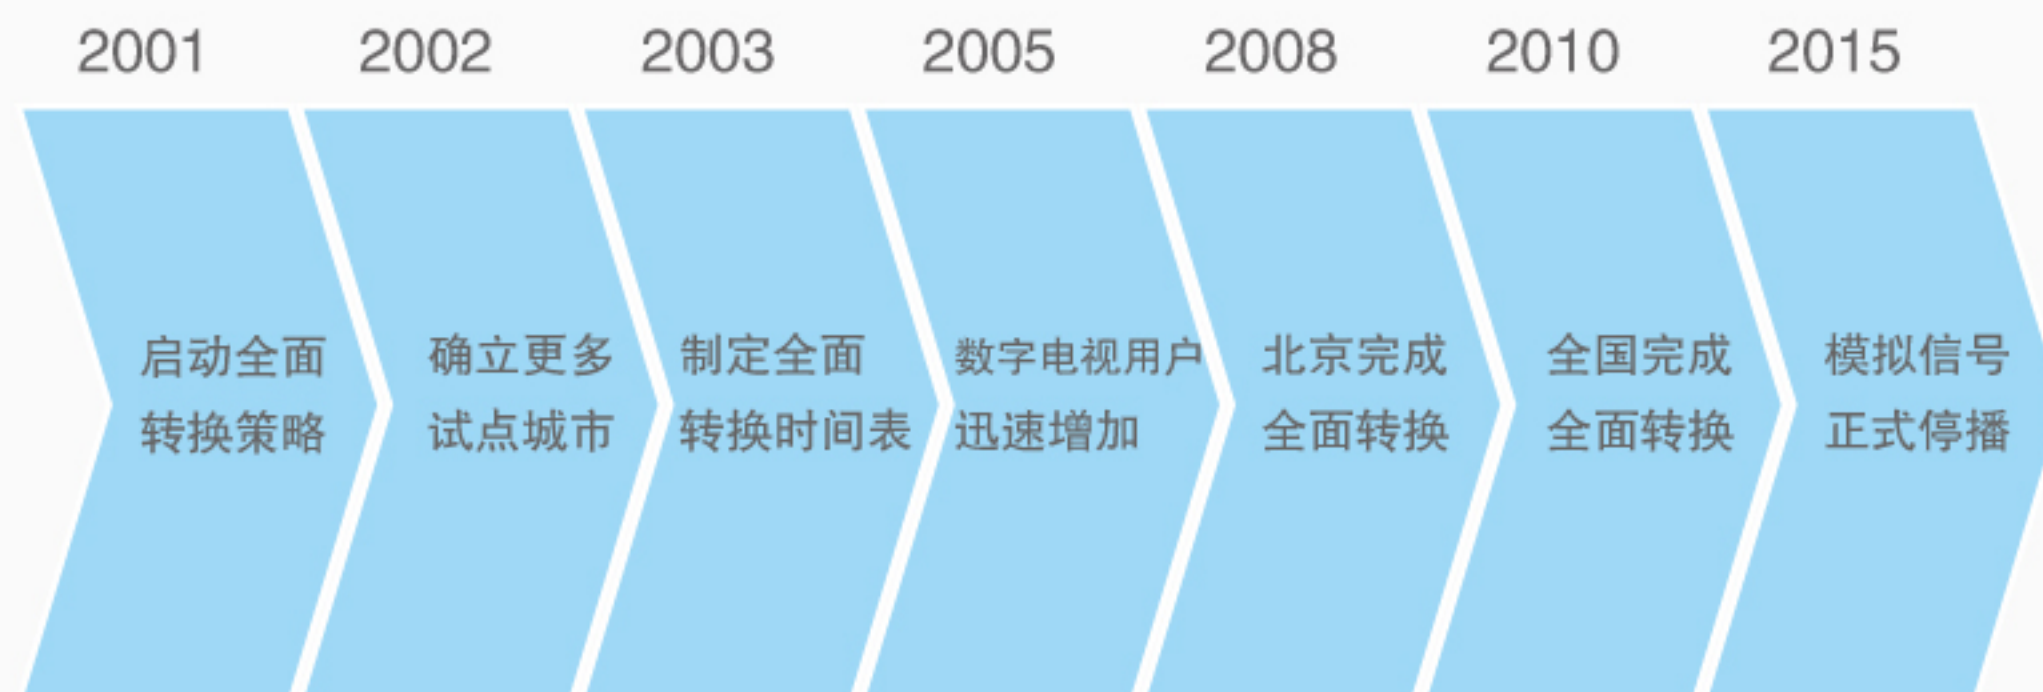 2001
2002
2003
2005
2008
2010
2015
启动全面
转换策略
确立更多
试点城市
制定全面
转换时间表
数字电视用户
迅速增加
北京完成
全面转换
全国完成
全面转换
模拟信号
正式停播